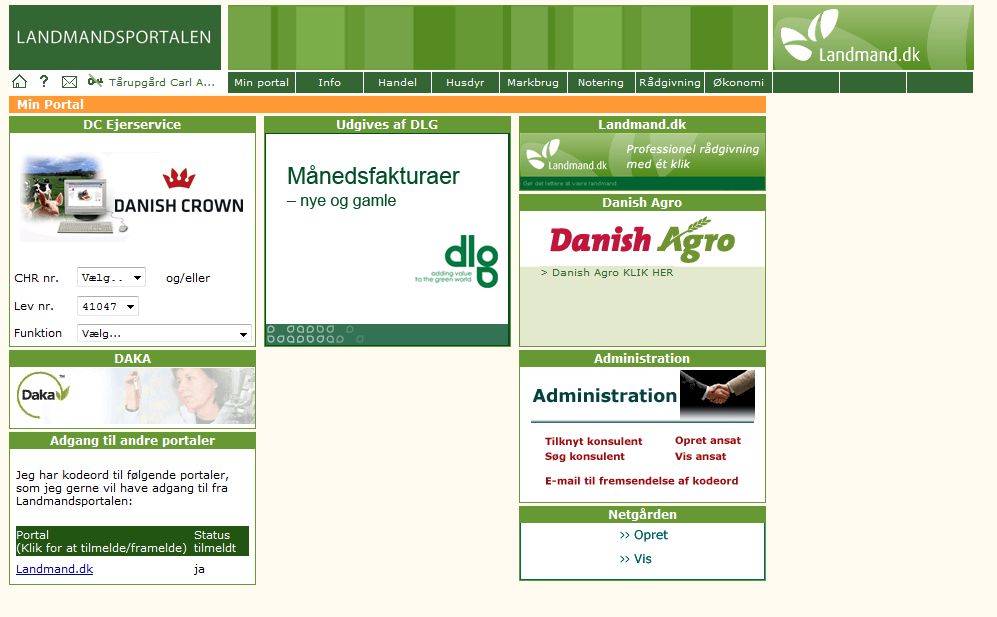 LANDMANDSPORTALEN
Landmand.dk
? Tårupgård Carl A...
Min portal Info Handel Husdyr Markbrug Notering Rådgivning Økonomi
Min Portal
DC Ejerservice
DANISH CROWN
CHR nr. Vælg.. og/eller
Lev nr. 41047
Funktion Vælg...
DAKA
Daka™
Adgang til andre portaler
Jeg har kodeord til følgende portaler,
som jeg gerne vil have adgang til fra
Landmandsportalen:
Portal Status
(Klik for at tilmelde/framelde) tilmeldt
Landmand.dk ja
Udgives af DLG
Månedsfakturaer
– nye og gamle
dlg
adding value
to the green world
Landmand.dk
Landmand.dk
Professionel rådgivning
med ét klik
Gør det lettere at være landmand
Danish Agro
Danish Agro
> Danish Agro KLIK HER
Administration
Administration
Tilknyt konsulent Opret ansat
Søg konsulent Vis ansat
E-mail til fremsendelse af kodeord
Netgården
>> Opret
>> Vis